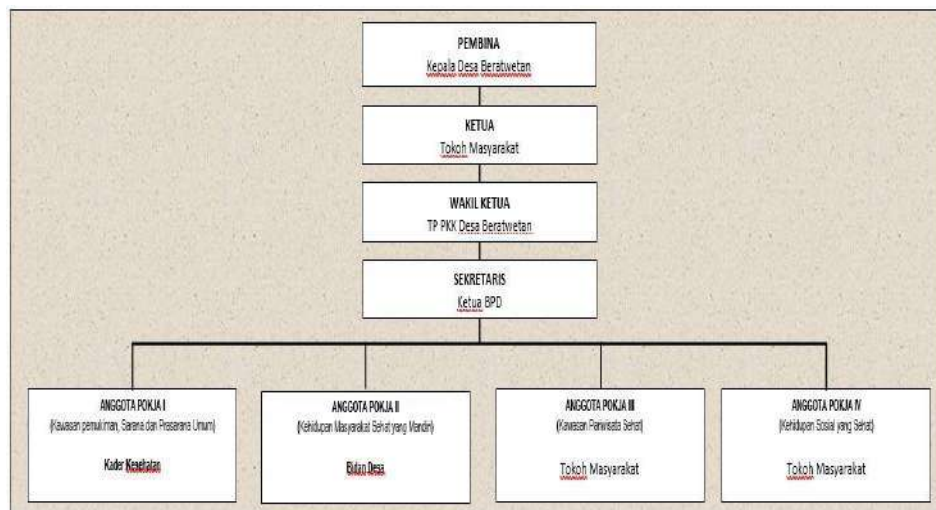 PEMBINA
Kepala Desa Beratwetan
KETUA
Tokoh Masyarakat
WAKIL KETUA
TP PKK Desa Beratwetan
SEKRETARIS
Ketua BPD
ANGGOTA POKJA I
(Kawasan pemukiman, Sarana dan Prasarana Umum)
Kader Kesehatan
ANGGOTA POKJA II
(Kehidupan Masyarakat Sehat yang Mandiri)
Bidan Desa
ANGGOTA POKJA III
(Kawasan Pariwisata Sehat)
Tokoh Masyarakat
ANGGOTA POKJA IV
(Kehidupan Sosial yang Sehat)
Tokoh Masyarakat